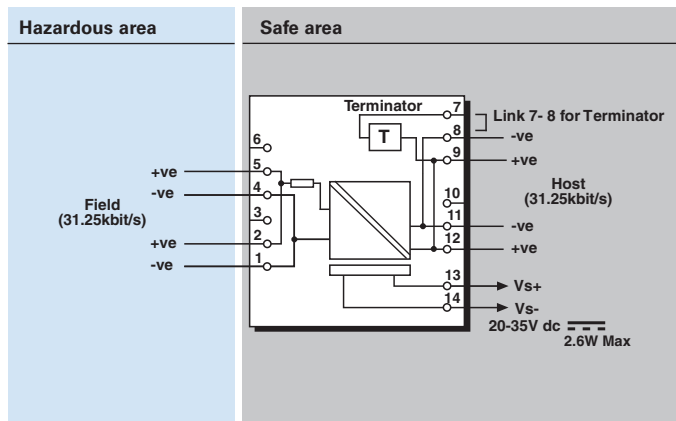 Hazardous area
Safe area
Terminator
7
Link 7- 8 for Terminator
T
8
-ve
6
9
+ve
5
+ve
4
-ve
10
Host
(31.25kbit/s)
Field
(31.25kbit/s)
3
11
-ve
2
+ve
12
+ve
1
-ve
13
Vs+
14
Vs-
20-35V dc
2.6W Max